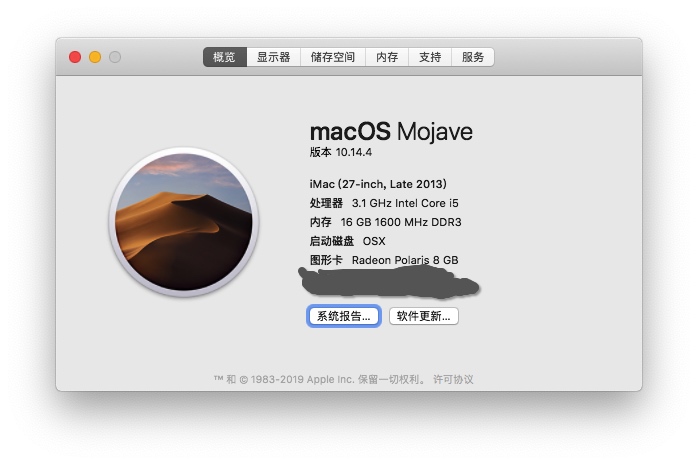 概览 显示器 储存空间 内存 支持 服务
macOS Mojave
版本 10.14.4
iMac (27-inch, Late 2013)
处理器 3.1 GHz Intel Core i5
内存 16 GB 1600 MHz DDR3
启动磁盘 OSX
图形卡 Radeon Polaris 8 GB
系统报告... 软件更新...
™ 和 © 1983-2019 Apple Inc. 保留一切权利。 许可协议